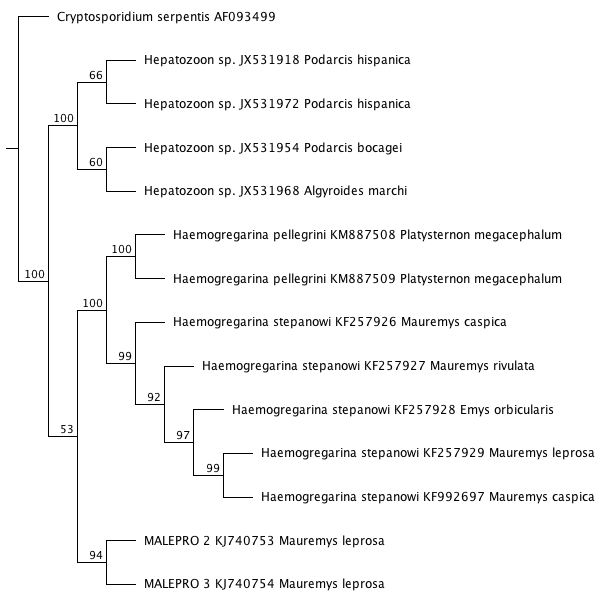 Cryptosporidium serpentis AF093499
Hepatozoon sp. JX531918 Podarcis hispanica
66
Hepatozoon sp. JX531972 Podarcis hispanica
100
Hepatozoon sp. JX531954 Podarcis bocagei
60
Hepatozoon sp. JX531968 Algyroides marchi
Haemogregarina pellegrini KM887508 Platysternon megacephalum
100
Haemogregarina pellegrini KM887509 Platysternon megacephalum
100
100
Haemogregarina stepanowi KF257926 Mauremys caspica
99
Haemogregarina stepanowi KF257927 Mauremys rivulata
92
Haemogregarina stepanowi KF257928 Emys orbicularis
53
97
Haemogregarina stepanowi KF257929 Mauremys leprosa
99
Haemogregarina stepanowi KF992697 Mauremys caspica
MALEPRO 2 KJ740753 Mauremys leprosa
94
MALEPRO 3 KJ740754 Mauremys leprosa